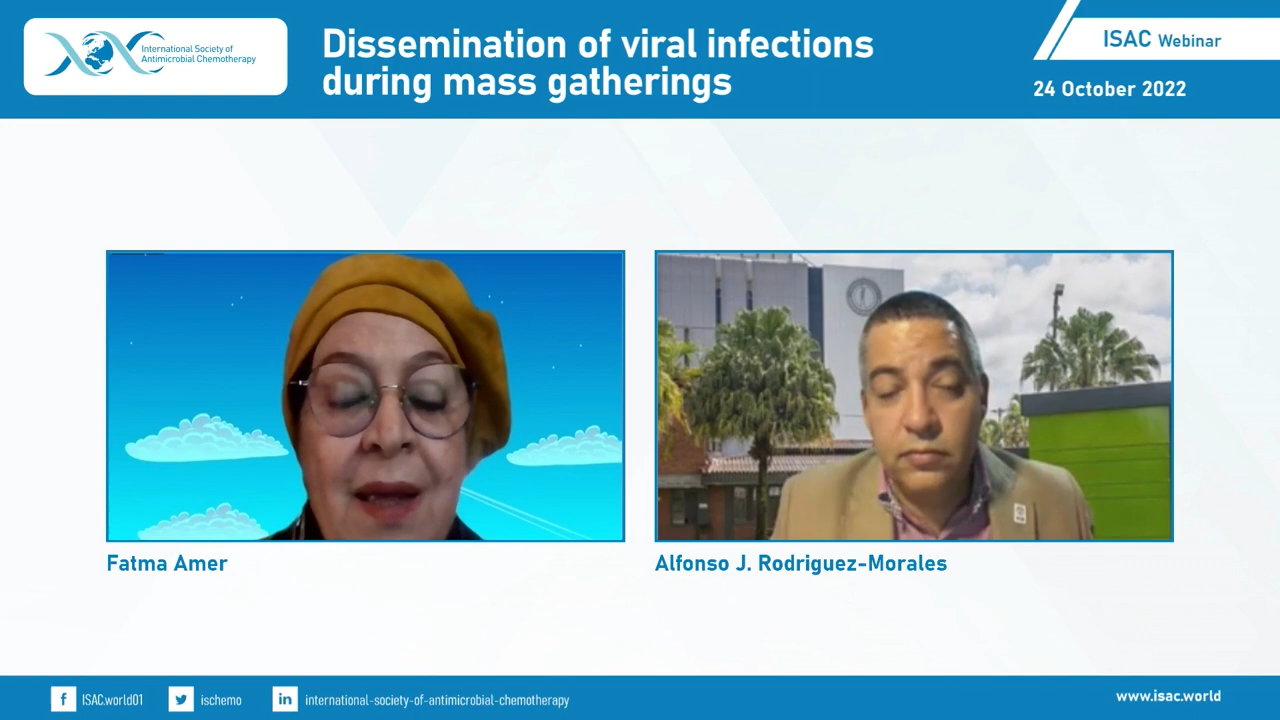 International Society of
Antimicrobial Chemotherapy
Dissemination of viral infections
during mass gatherings
ISAC Webinar
24 October 2022
Fatma Amer
Alfonso J. Rodriguez-Morales
ISAC.world01
ischemo
international-society-of-antimicrobial-chemotherapy
www.isac.world